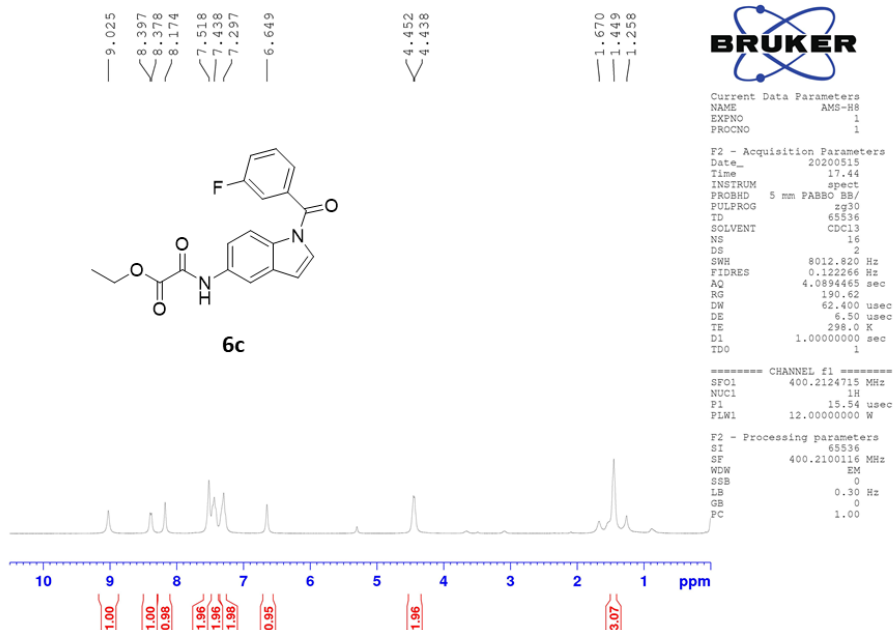 9.025
8.397
8.378
8.174
7.518
7.438
7.297
6.649
4.452
4.438
1.670
1.449
1.258
BRUKER
Current Data Parameters
NAME AMS-H8
EXPNO 1
PROCNO 1
F2 - Acquisition Parameters
Date_ 20200515
Time 17.44
INSTRUM spect
PROBHD 5 mm PABBO BB/
PULPROG zg30
TD 65536
SOLVENT CDCl3
NS 16
DS 2
SWH 8012.820 Hz
FIDRES 0.122266 Hz
AQ 4.0894465 sec
RG 190.62
DW 62.400 usec
DE 6.50 usec
TE 298.0 K
D1 1.00000000 sec
TD0 1
======== CHANNEL f1 ========
SFO1 400.2124715 MHz
NUC1 1H
P1 15.54 usec
PLW1 12.00000000 W
F2 - Processing parameters
SI 65536
SF 400.2100116 MHz
WDW EM
SSB 0
LB 0.30 Hz
GB 0
PC 1.00
F
O
N
O
O
N
H
O
6c
10 9 8 7 6 5 4 3 2 1 ppm
1.00
1.00
0.98
1.96
1.96
1.98
0.95
1.96
3.07